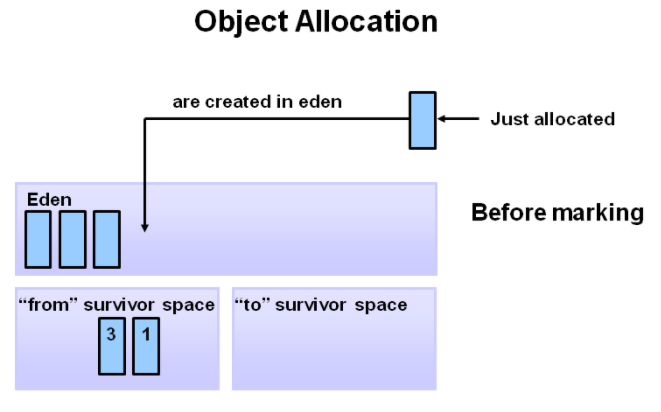 Object Allocation
are created in eden
Just allocated
Eden
Before marking
“from” survivor space
“to” survivor space
3 1